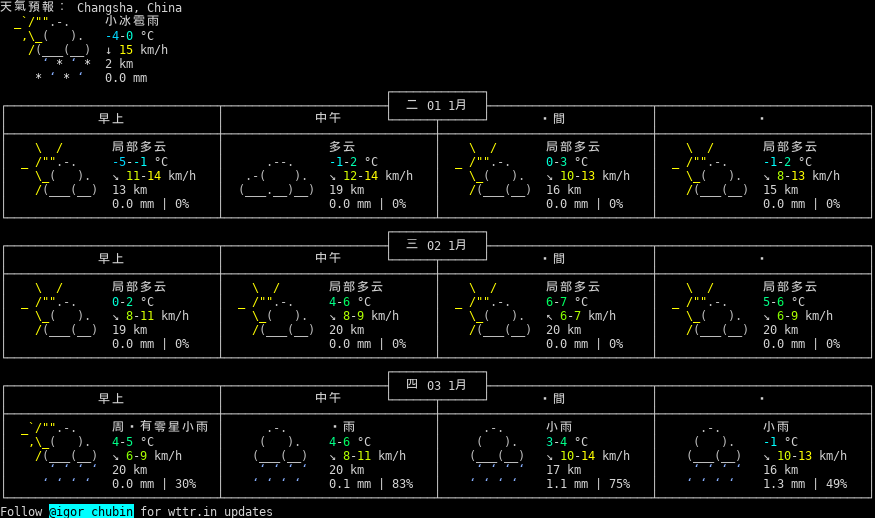 天氣預報： Changsha, China
小冰雹雨
-4-0 °C
↓ 15 km/h
2 km
0.0 mm
二 01 1月
早上 中午 ·間 ·
局部多云 多云 局部多云 局部多云
-5--1 °C -1-2 °C 0-3 °C -1-2 °C
↘ 11-14 km/h ↘ 12-14 km/h ↘ 10-13 km/h ↘ 8-13 km/h
13 km 19 km 16 km 15 km
0.0 mm | 0% 0.0 mm | 0% 0.0 mm | 0% 0.0 mm | 0%
三 02 1月
早上 中午 ·間 ·
局部多云 局部多云 局部多云 局部多云
0-2 °C 4-6 °C 6-7 °C 5-6 °C
↘ 8-11 km/h ↘ 8-9 km/h ↖ 6-7 km/h ↘ 6-9 km/h
19 km 20 km 20 km 20 km
0.0 mm | 0% 0.0 mm | 0% 0.0 mm | 0% 0.0 mm | 0%
四 03 1月
早上 中午 ·間 ·
周·有零星小雨 ·雨 小雨 小雨
4-5 °C 4-6 °C 3-4 °C -1 °C
↘ 6-9 km/h ↘ 8-11 km/h ↘ 10-14 km/h ↘ 10-13 km/h
20 km 20 km 17 km 16 km
0.0 mm | 30% 0.1 mm | 83% 1.1 mm | 75% 1.3 mm | 49%
Follow @igor_chubin for wttr.in updates